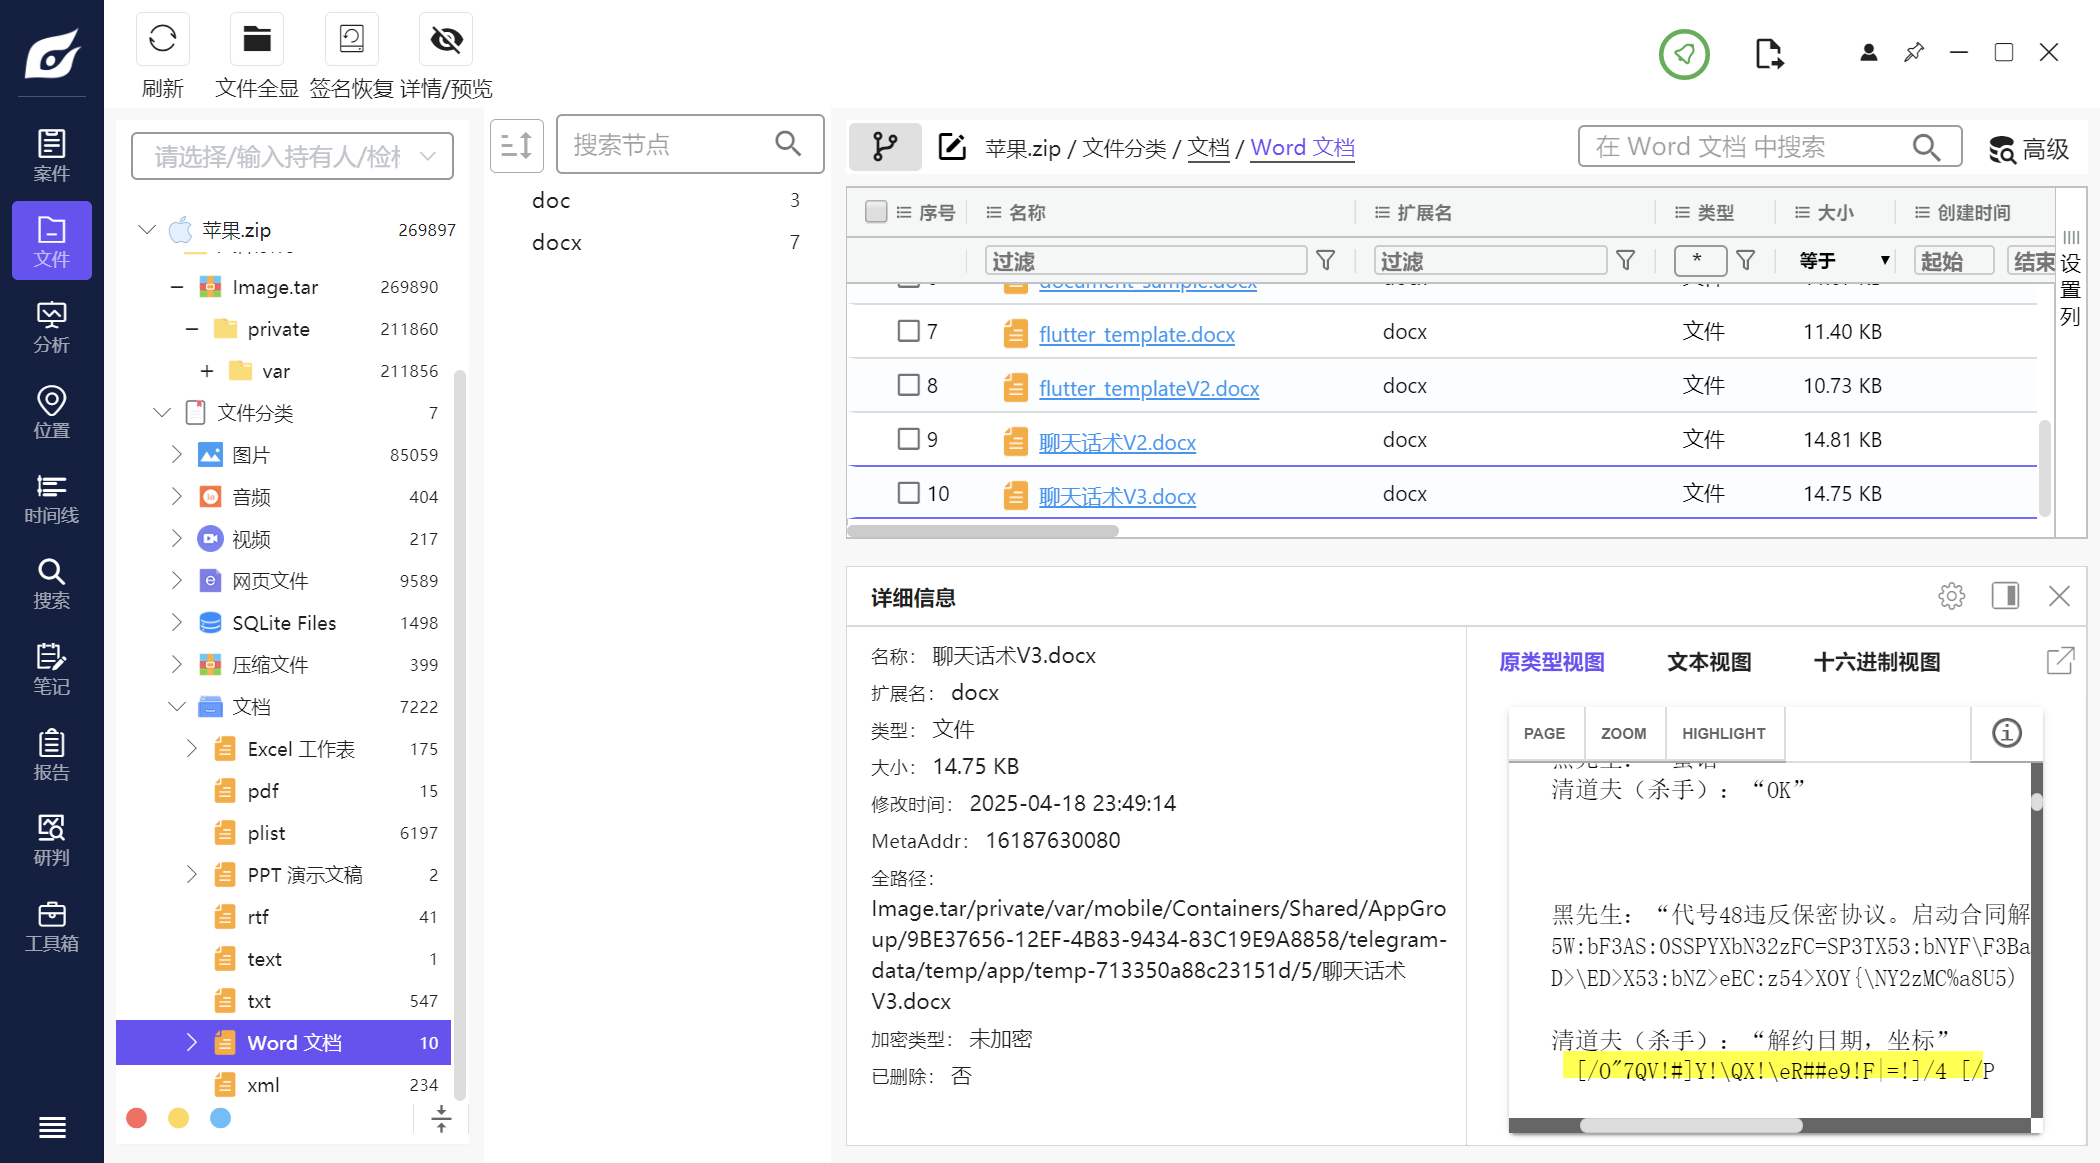 刷新
文件全显
签名恢复
详情/预览
案件
文件
分析
位置
时间线
搜索
笔记
报告
研判
工具箱
请选择/输入持有人/检
苹果.zip 269897
Image.tar 269890
private 211860
var 211856
文件分类 7
图片 85059
音频 404
视频 217
网页文件 9589
SQLite Files 1498
压缩文件 399
文档 7222
Excel 工作表 175
pdf 15
plist 6197
PPT 演示文稿 2
rtf 41
text 1
txt 547
Word 文档 10
xml 234
搜索节点
doc 3
docx 7
苹果.zip / 文件分类 / 文档 / Word 文档
在 Word 文档 中搜索
高级
序号 名称 扩展名 类型 大小 创建时间
过滤 过滤 * 等于 起始 结束
设置列
document_sample.docx docx 文件
7 flutter_template.docx docx 文件 11.40 KB
8 flutter_templateV2.docx docx 文件 10.73 KB
9 聊天话术V2.docx docx 文件 14.81 KB
10 聊天话术V3.docx docx 文件 14.75 KB
详细信息
名称： 聊天话术V3.docx
扩展名： docx
类型： 文件
大小： 14.75 KB
修改时间： 2025-04-18 23:49:14
MetaAddr： 16187630080
全路径：
Image.tar/private/var/mobile/Containers/Shared/AppGro
up/9BE37656-12EF-4B83-9434-83C19E9A8858/telegram-
data/temp/app/temp-713350a88c23151d/5/聊天话术
V3.docx
加密类型： 未加密
已删除： 否
原类型视图 文本视图 十六进制视图
PAGE ZOOM HIGHLIGHT
清道夫（杀手）：“OK”
黑先生：“代号48违反保密协议。启动合同解
5W:bF3AS:0SSPYXbN32zFC=SP3TX53:bNYF\F3Ba
D>\ED>X53:bNZ>eEC:z54>XOY{\NY2zMC%a8U5)
清道夫（杀手）：“解约日期，坐标”
[/O"7QV!#]Y!\QX!\eR##e9!F|=!]/4 [/P